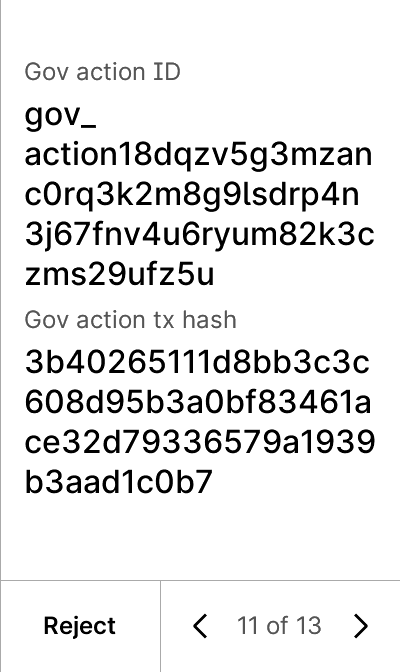 Gov action ID
gov_
action18dqzv5g3mzan
c0rq3k2m8g9lsdrp4n
3j67fnv4u6ryum82k3c
zms29ufz5u
Gov action tx hash
3b40265111d8bb3c3c
608d95b3a0bf83461a
ce32d79336579a1939
b3aad1c0b7
Reject
11 of 13